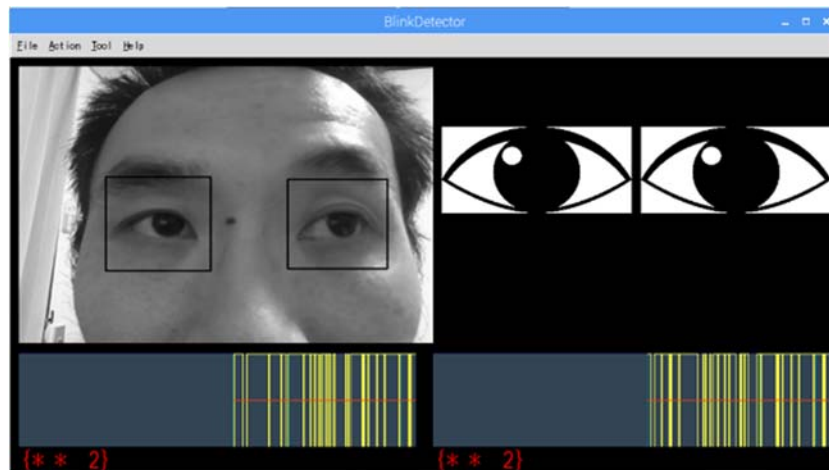 BlinkDetector
File Action Tool Help
{* * 2} {* * 2}